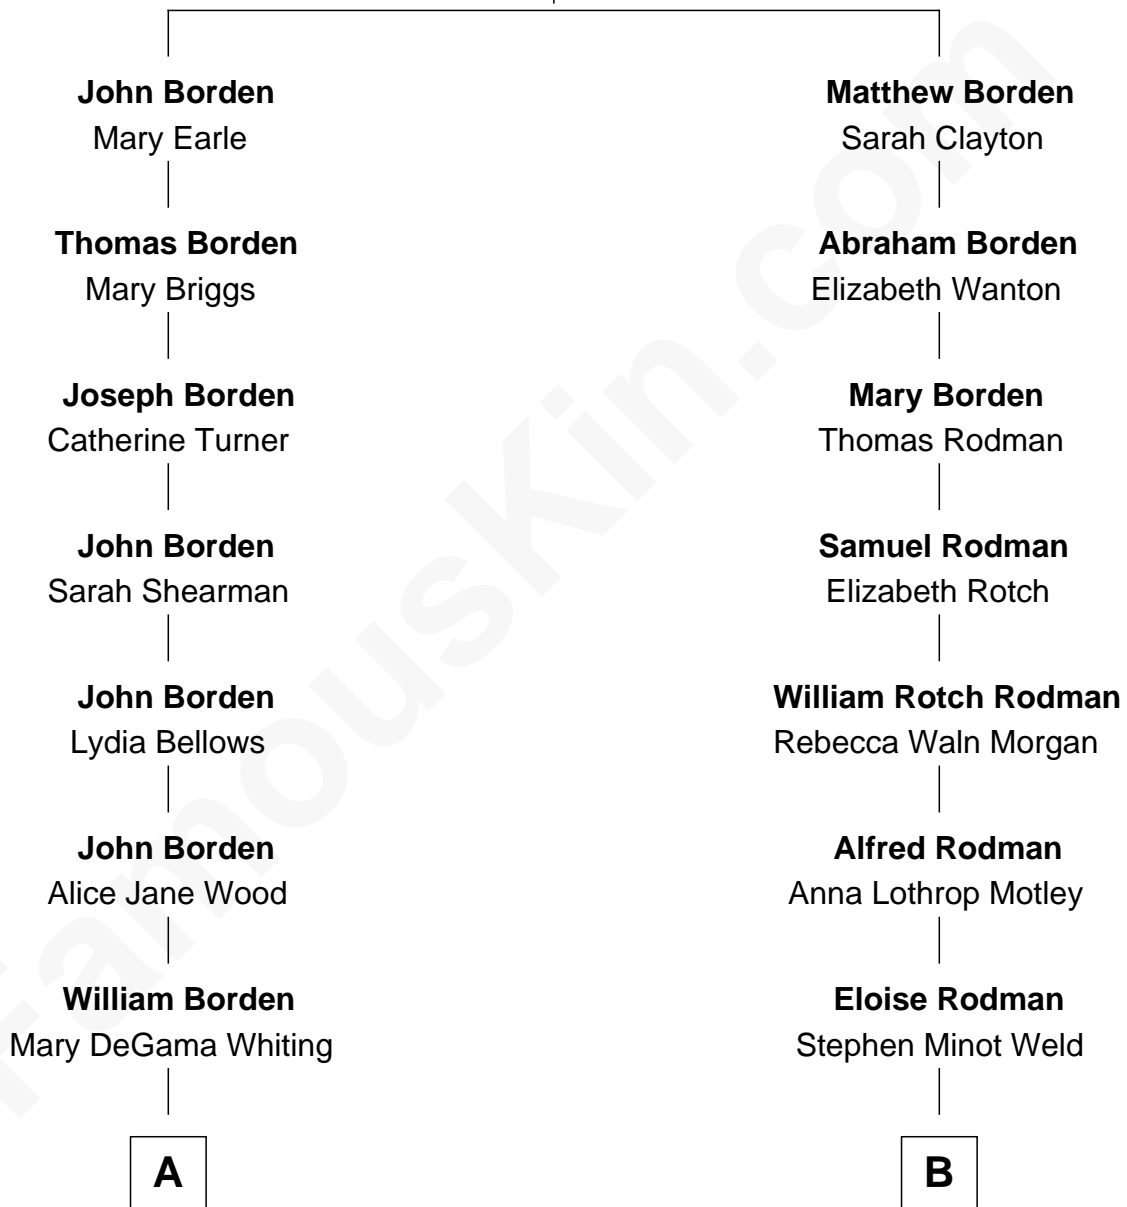 John Borden
Mary Earle
Thomas Borden
Mary Briggs
Joseph Borden
Catherine Turner
John Borden
Sarah Shearman
John Borden
Lydia Bellows
John Borden
Alice Jane Wood
William Borden
Mary DeGama Whiting
A
Matthew Borden
Sarah Clayton
Abraham Borden
Elizabeth Wanton
Mary Borden
Thomas Rodman
Samuel Rodman
Elizabeth Rotch
William Rotch Rodman
Rebecca Waln Morgan
Alfred Rodman
Anna Lothrop Motley
Eloise Rodman
Stephen Minot Weld
B
FamousKin.com